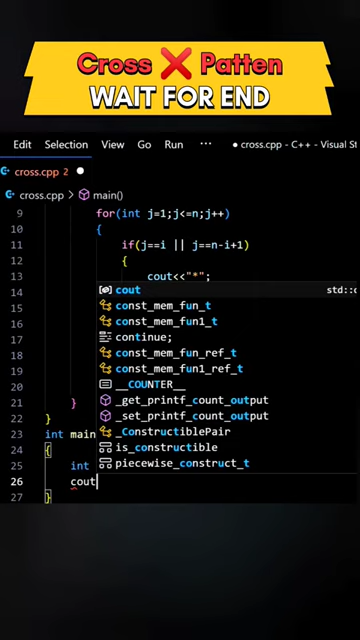 Cross ❌ Patten
WAIT FOR END
Edit Selection View Go Run ··· ● cross.cpp - C++ - Visual St
cross.cpp 2 ●
cross.cpp > main()
9 for(int j=1;j<=n;j++)
10 {
11 if(j==i || j==n-i+1)
12 {
13 cout<<"*";
14 cout std::
15 const_mem_fun_t
16 const_mem_fun1_t
17 continue;
18 const_mem_fun_ref_t
const_mem_fun1_ref_t
19 __COUNTER__
20 _get_printf_count_output
21 } _set_printf_count_output
22 } _ConstructiblePair
23 int main is_constructible
24 {
25 int piecewise_construct_t
26 cout
27 }